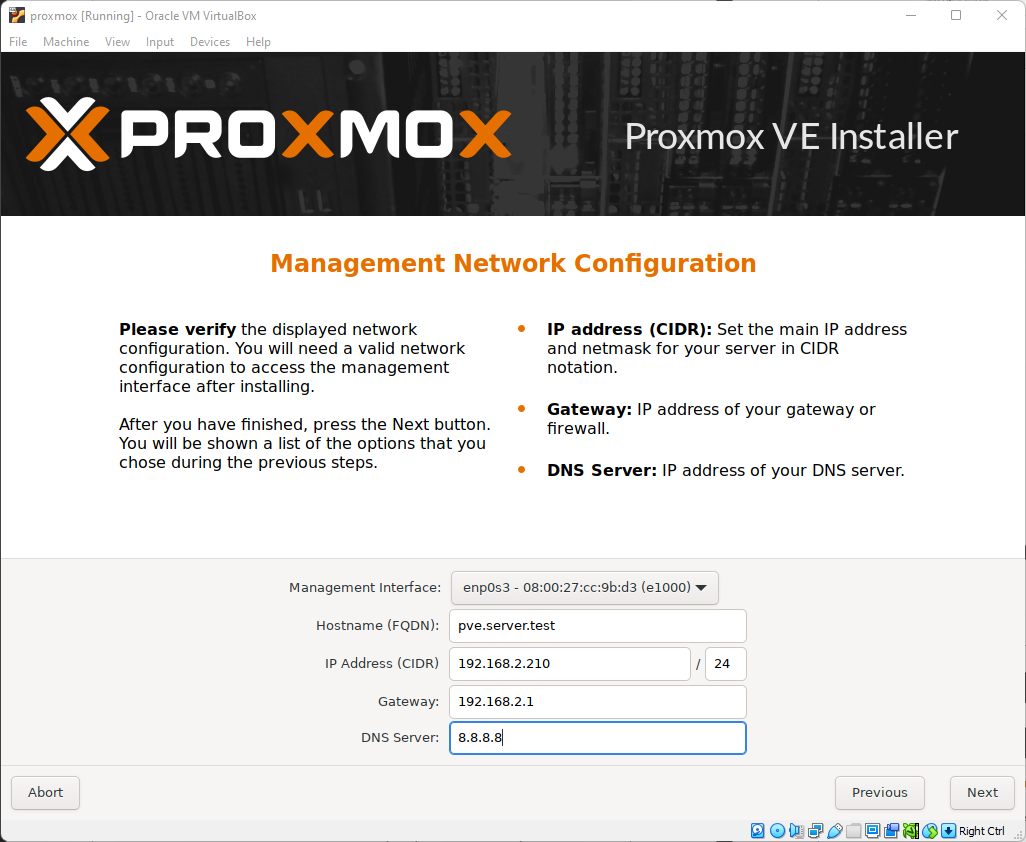 proxmox [Running] - Oracle VM VirtualBox
File Machine View Input Devices Help
PROXMOX
Proxmox VE Installer
Management Network Configuration
Please verify the displayed network
configuration. You will need a valid network
configuration to access the management
interface after installing.
After you have finished, press the Next button.
You will be shown a list of the options that you
chose during the previous steps.
IP address (CIDR): Set the main IP address
and netmask for your server in CIDR
notation.
Gateway: IP address of your gateway or
firewall.
DNS Server: IP address of your DNS server.
Management Interface: enp0s3 - 08:00:27:cc:9b:d3 (e1000)
Hostname (FQDN): pve.server.test
IP Address (CIDR) 192.168.2.210 / 24
Gateway: 192.168.2.1
DNS Server: 8.8.8.8
Abort Previous Next
Right Ctrl